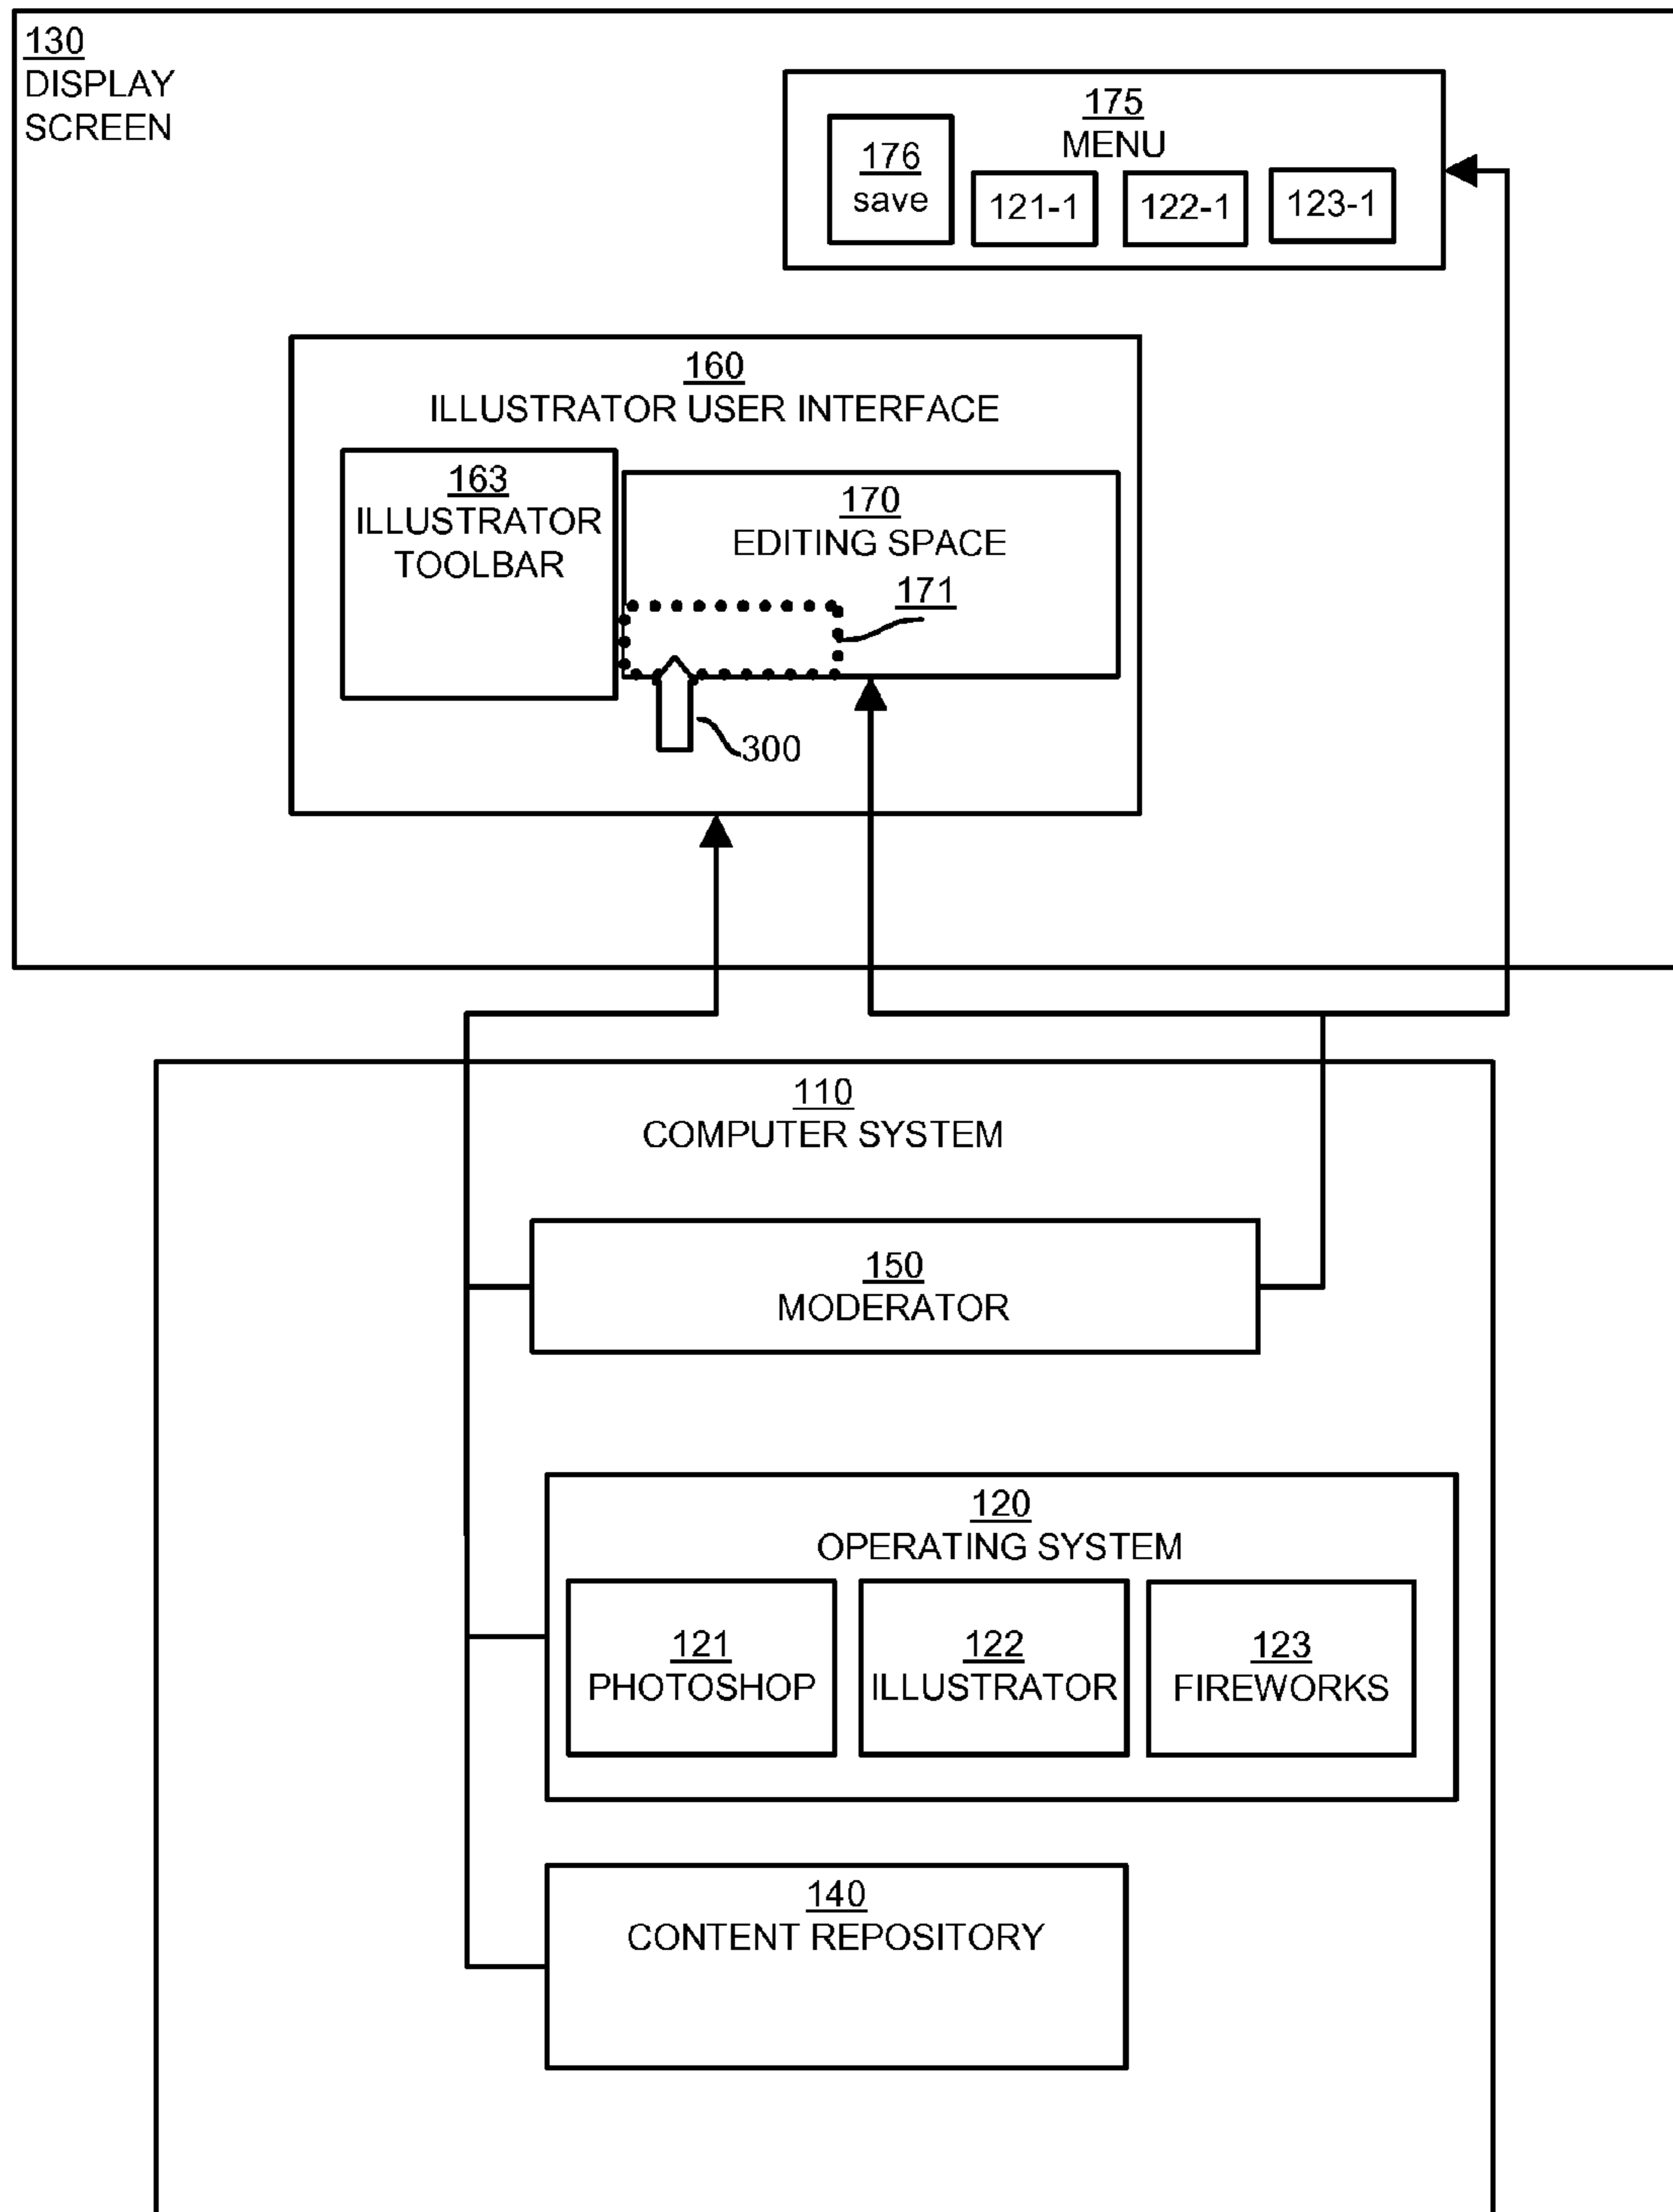 130
DISPLAY
SCREEN
175
MENU
176
save
121-1
122-1
123-1
160
ILLUSTRATOR USER INTERFACE
163
ILLUSTRATOR
TOOLBAR
170
EDITING SPACE
171
300
110
COMPUTER SYSTEM
150
MODERATOR
120
OPERATING SYSTEM
121
PHOTOSHOP
122
ILLUSTRATOR
123
FIREWORKS
140
CONTENT REPOSITORY